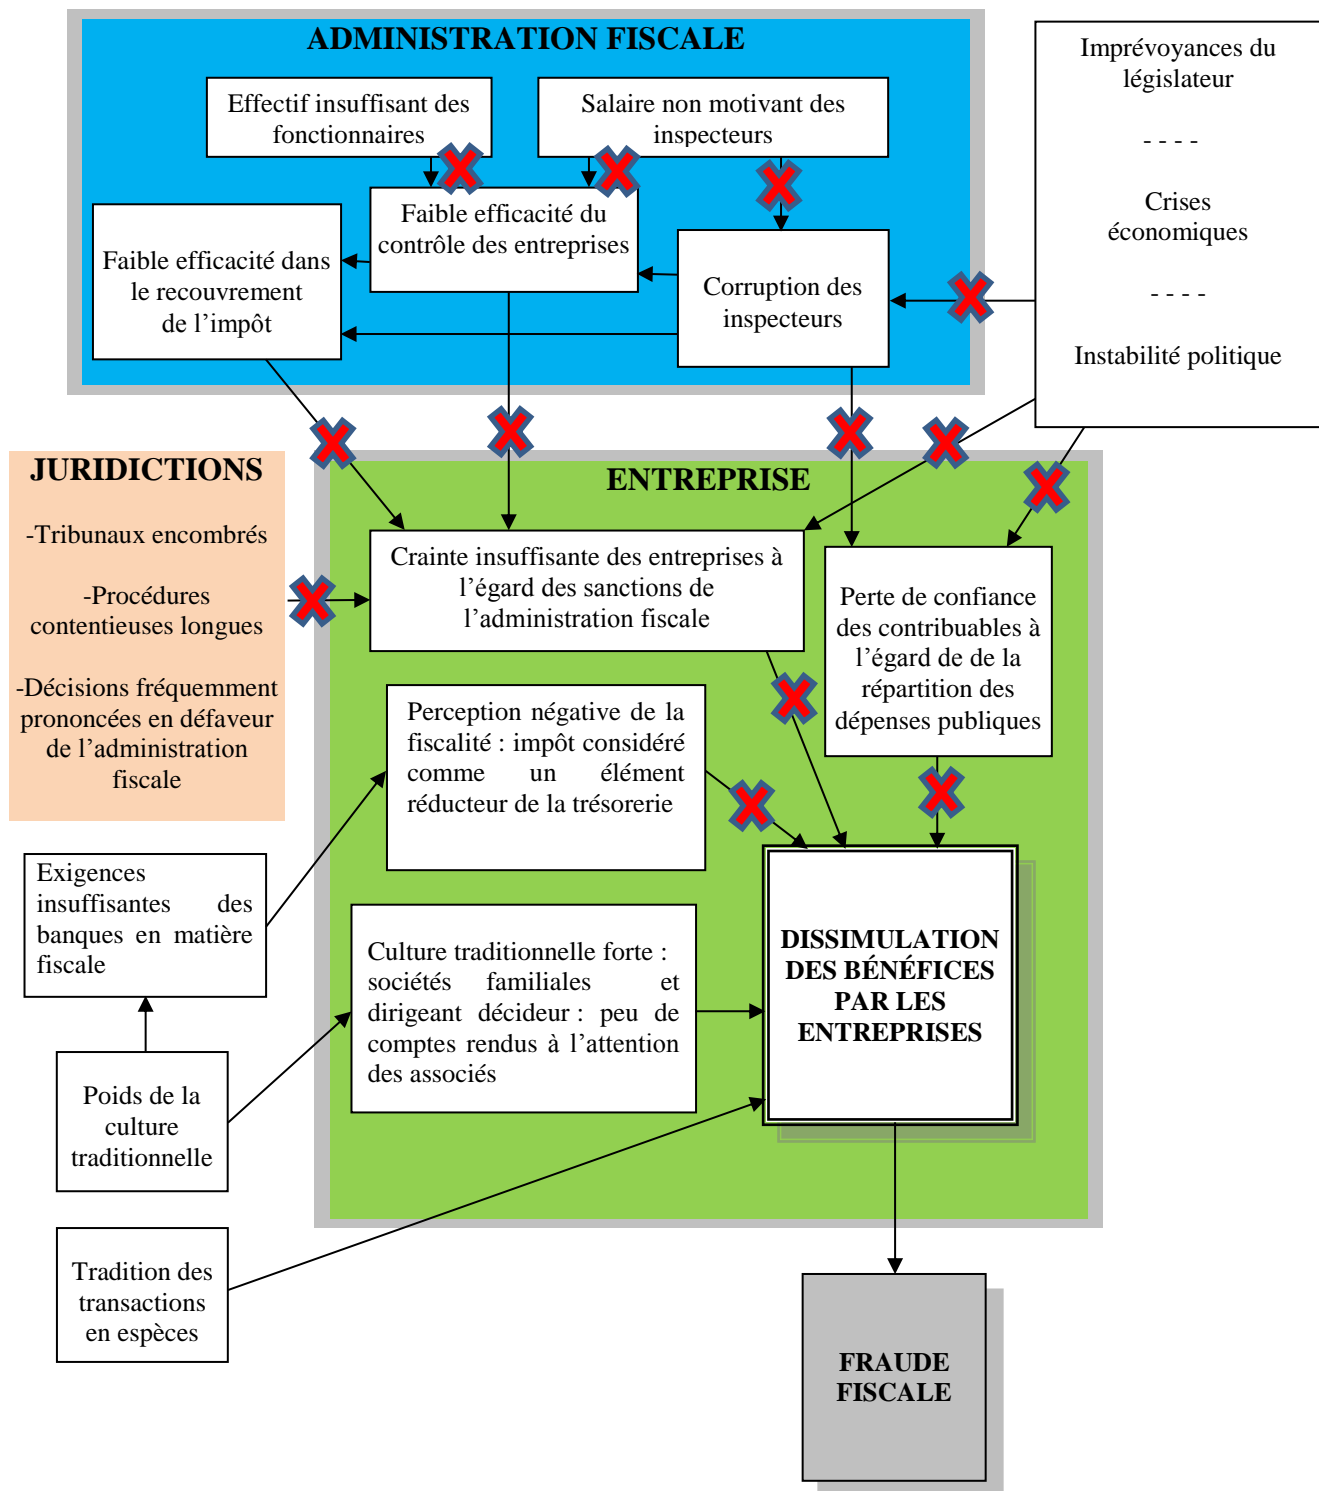 ADMINISTRATION FISCALE
Effectif insuffisant des
fonctionnaires
Salaire non motivant des
inspecteurs
Imprévoyances du
législateur
- - - -
Crises
économiques
- - - -
Instabilité politique
Faible efficacité du
contrôle des entreprises
Faible efficacité dans
le recouvrement
de l’impôt
Corruption des
inspecteurs
JURIDICTIONS
-Tribunaux encombrés
-Procédures
contentieuses longues
-Décisions fréquemment
prononcées en défaveur
de l’administration
fiscale
ENTREPRISE
Crainte insuffisante des entreprises à
l’égard des sanctions de
l’administration fiscale
Perte de confiance
des contribuables à
l’égard de de la
répartition des
dépenses publiques
Perception négative de la
fiscalité : impôt considéré
comme un élément
réducteur de la trésorerie
Exigences
insuffisantes des
banques en matière
fiscale
Culture traditionnelle forte :
sociétés familiales et
dirigeant décideur : peu de
comptes rendus à l’attention
des associés
DISSIMULATION
DES BÉNÉFICES
PAR LES
ENTREPRISES
Poids de la
culture
traditionnelle
Tradition des
transactions
en espèces
FRAUDE
FISCALE